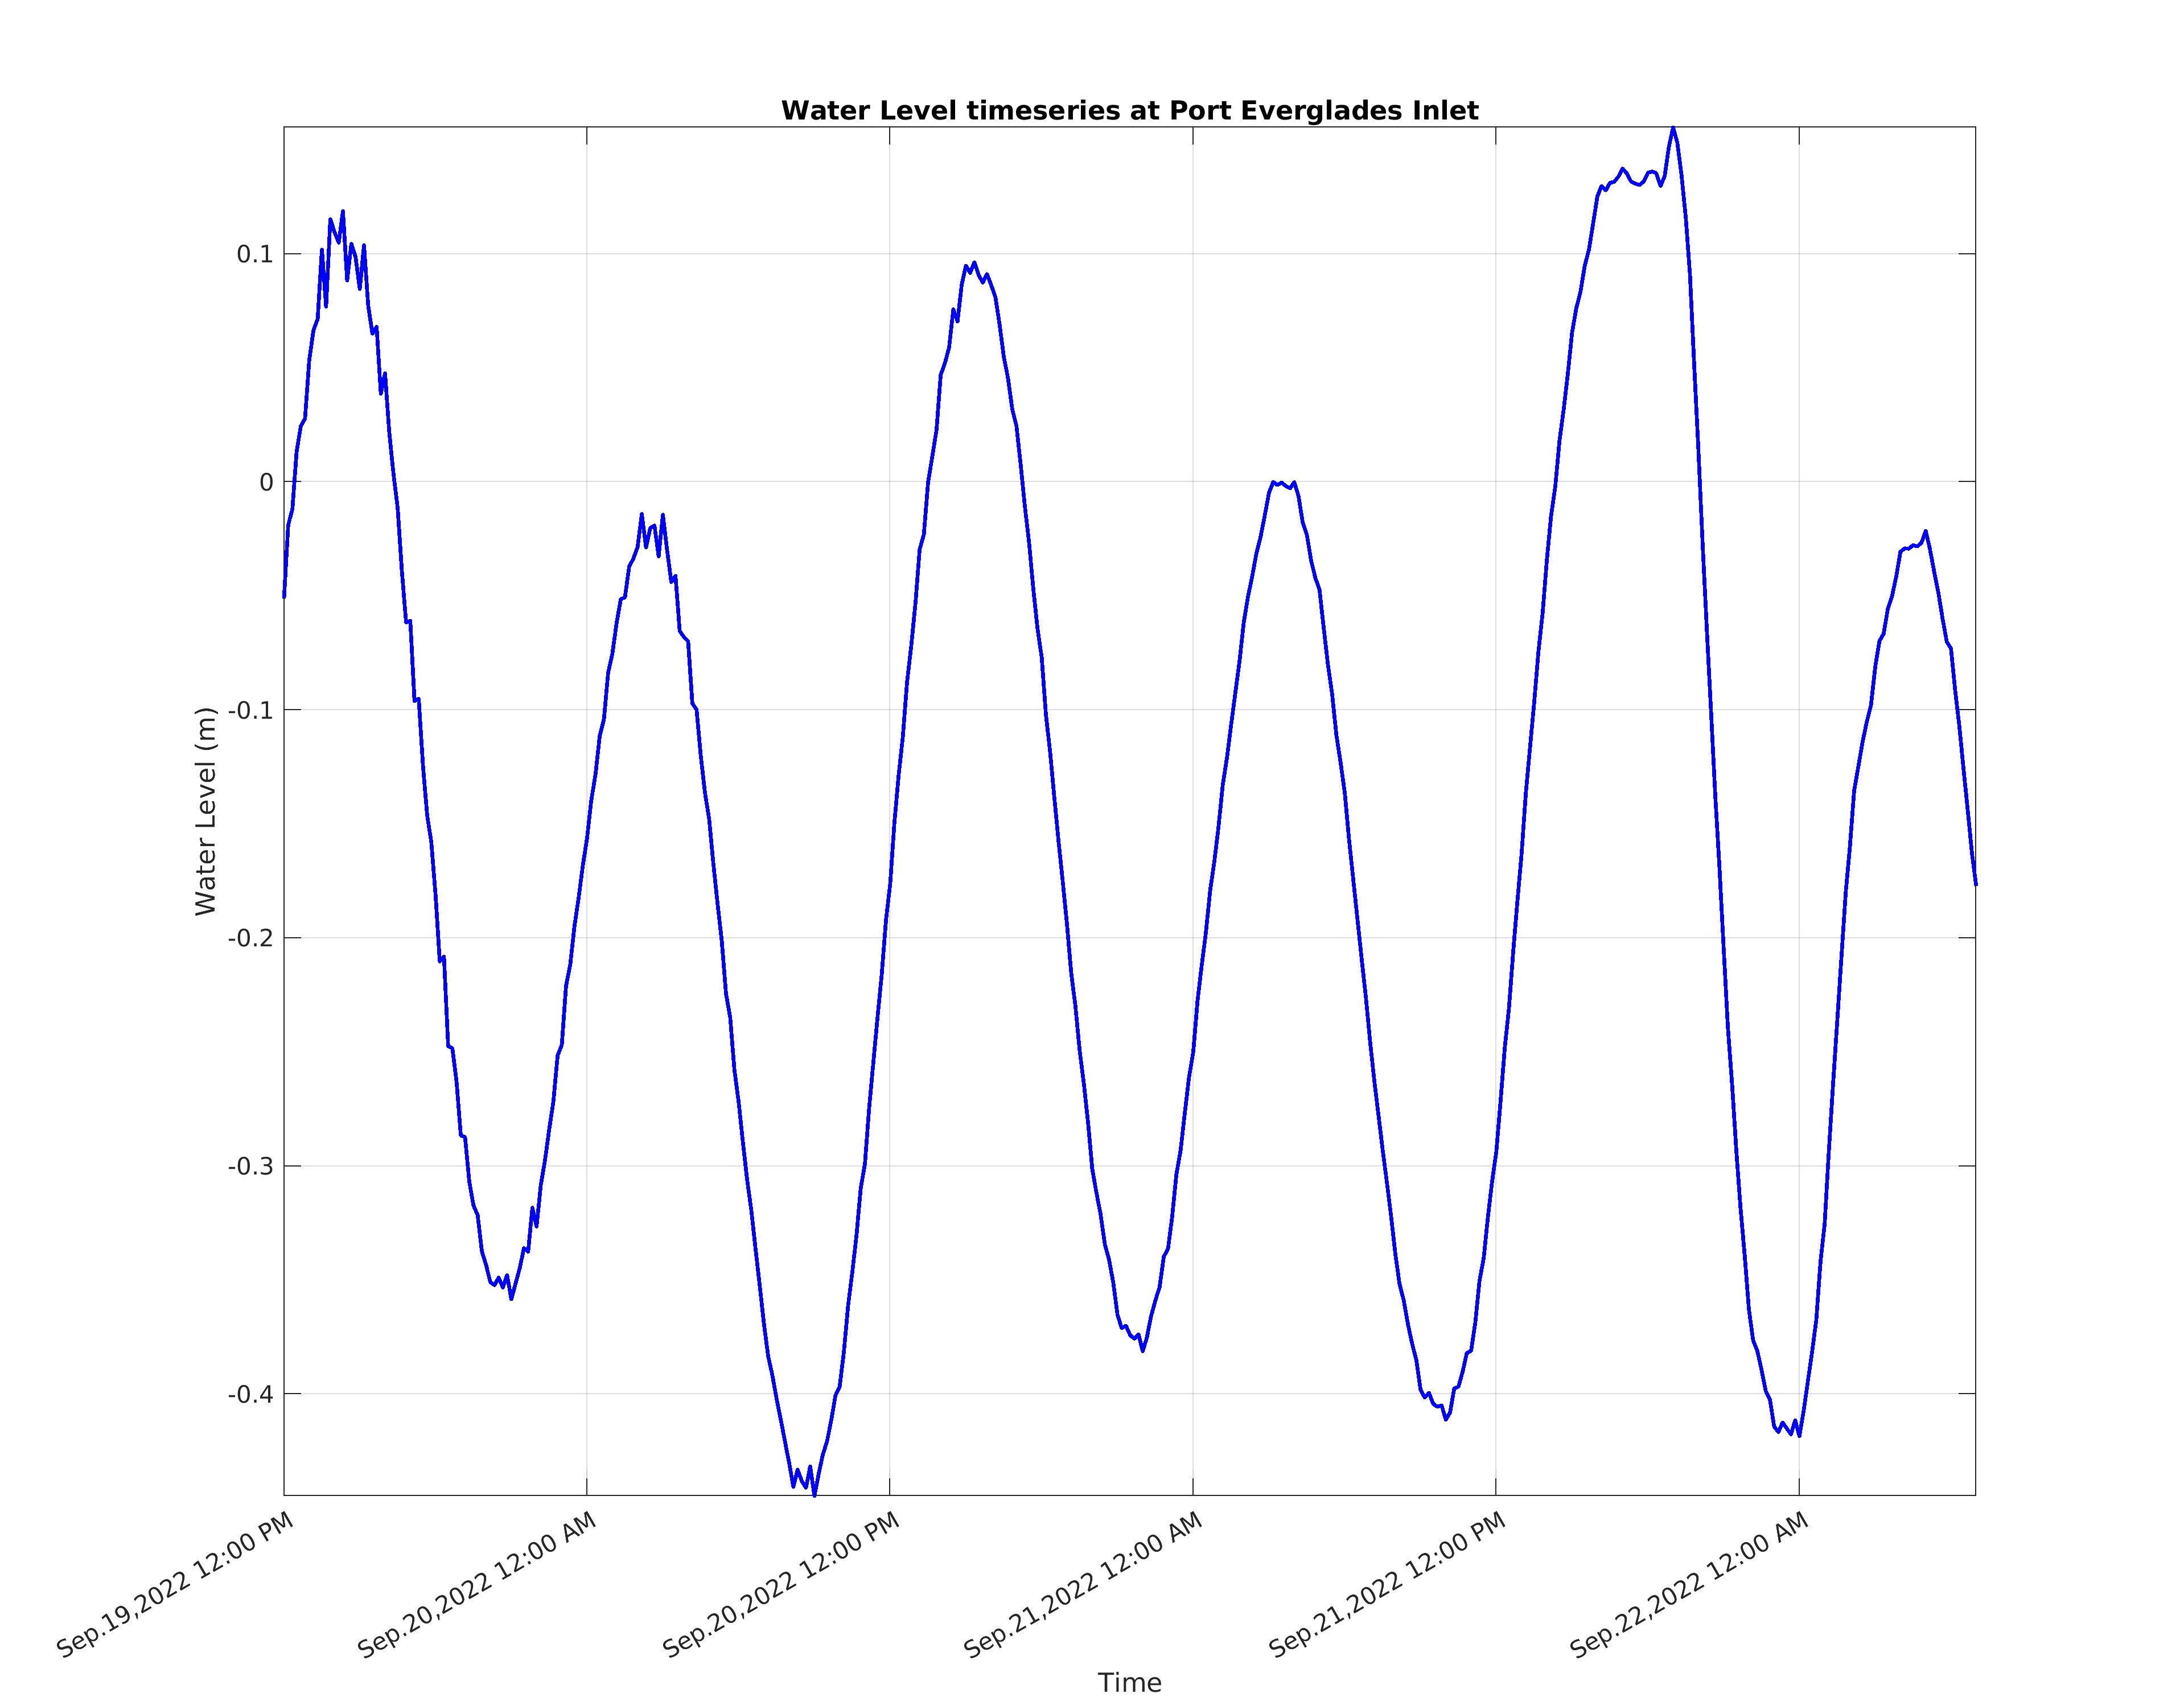 Water Level timeseries at Port Everglades Inlet
0.1
0
-0.1
-0.2
-0.3
-0.4
Water Level (m)
Sep.19,2022 12:00 PM
Sep.20,2022 12:00 AM
Sep.20,2022 12:00 PM
Sep.21,2022 12:00 AM
Sep.21,2022 12:00 PM
Sep.22,2022 12:00 AM
Time